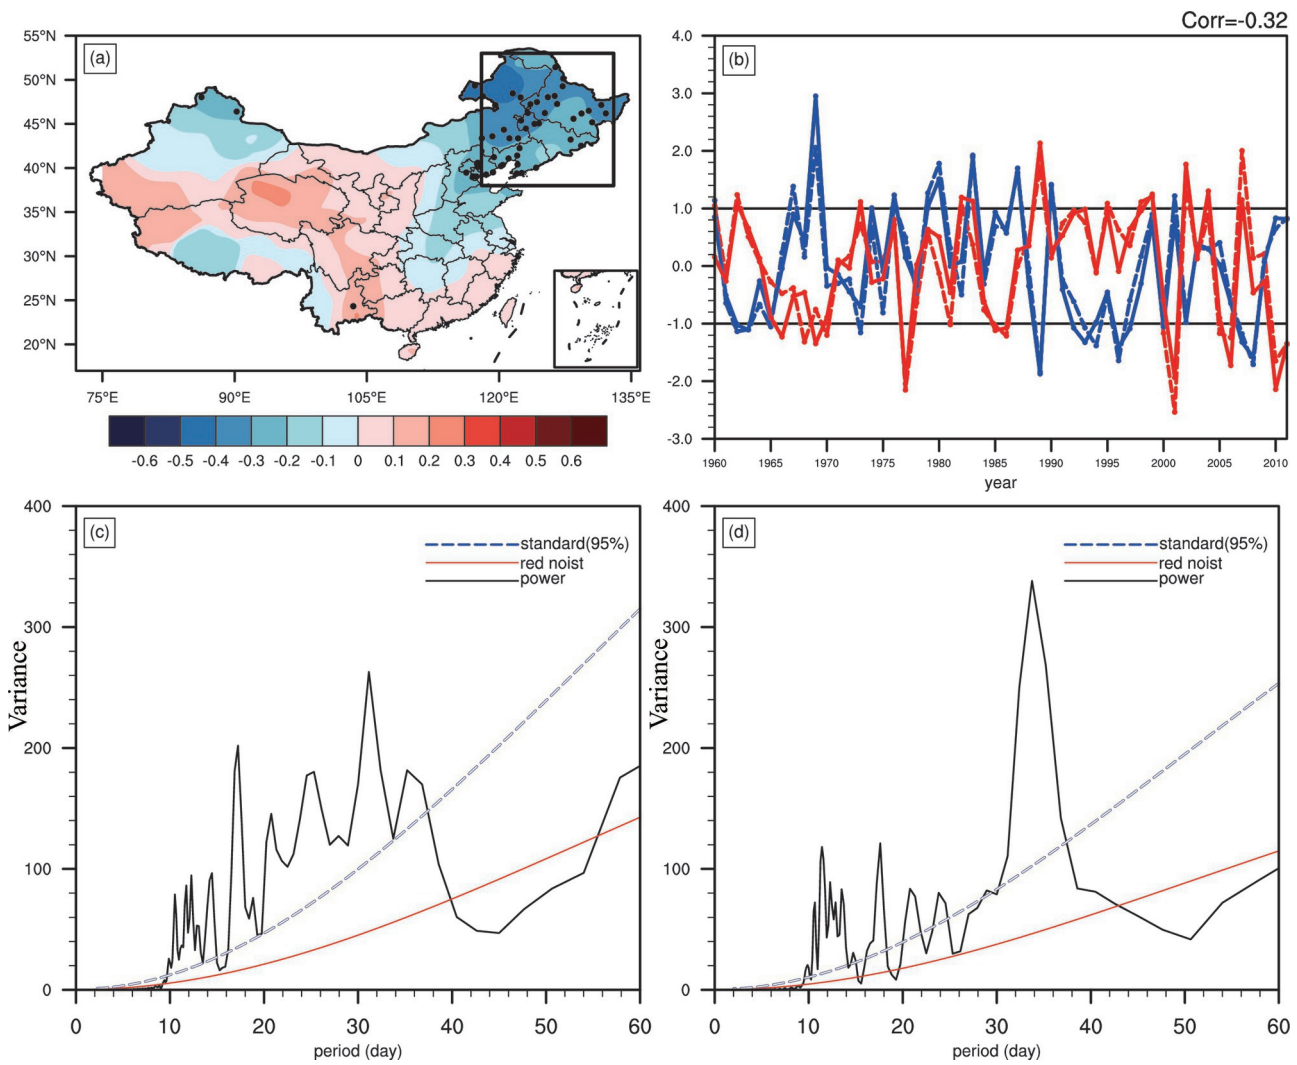 Corr=-0.32
(a)
55°N
50°N
45°N
40°N
35°N
30°N
25°N
20°N
75°E 90°E 105°E 120°E 135°E
-0.6 -0.5 -0.4 -0.3 -0.2 -0.1 0 0.1 0.2 0.3 0.4 0.5 0.6
(b)
4.0
3.0
2.0
1.0
0.0
-1.0
-2.0
-3.0
1960 1965 1970 1975 1980 1985 1990 1995 2000 2005 2010
year
(c)
standard(95%)
red noist
power
400
300
200
100
0
Variance
0 10 20 30 40 50 60
period (day)
(d)
standard(95%)
red noist
power
400
300
200
100
0
Variance
0 10 20 30 40 50 60
period (day)